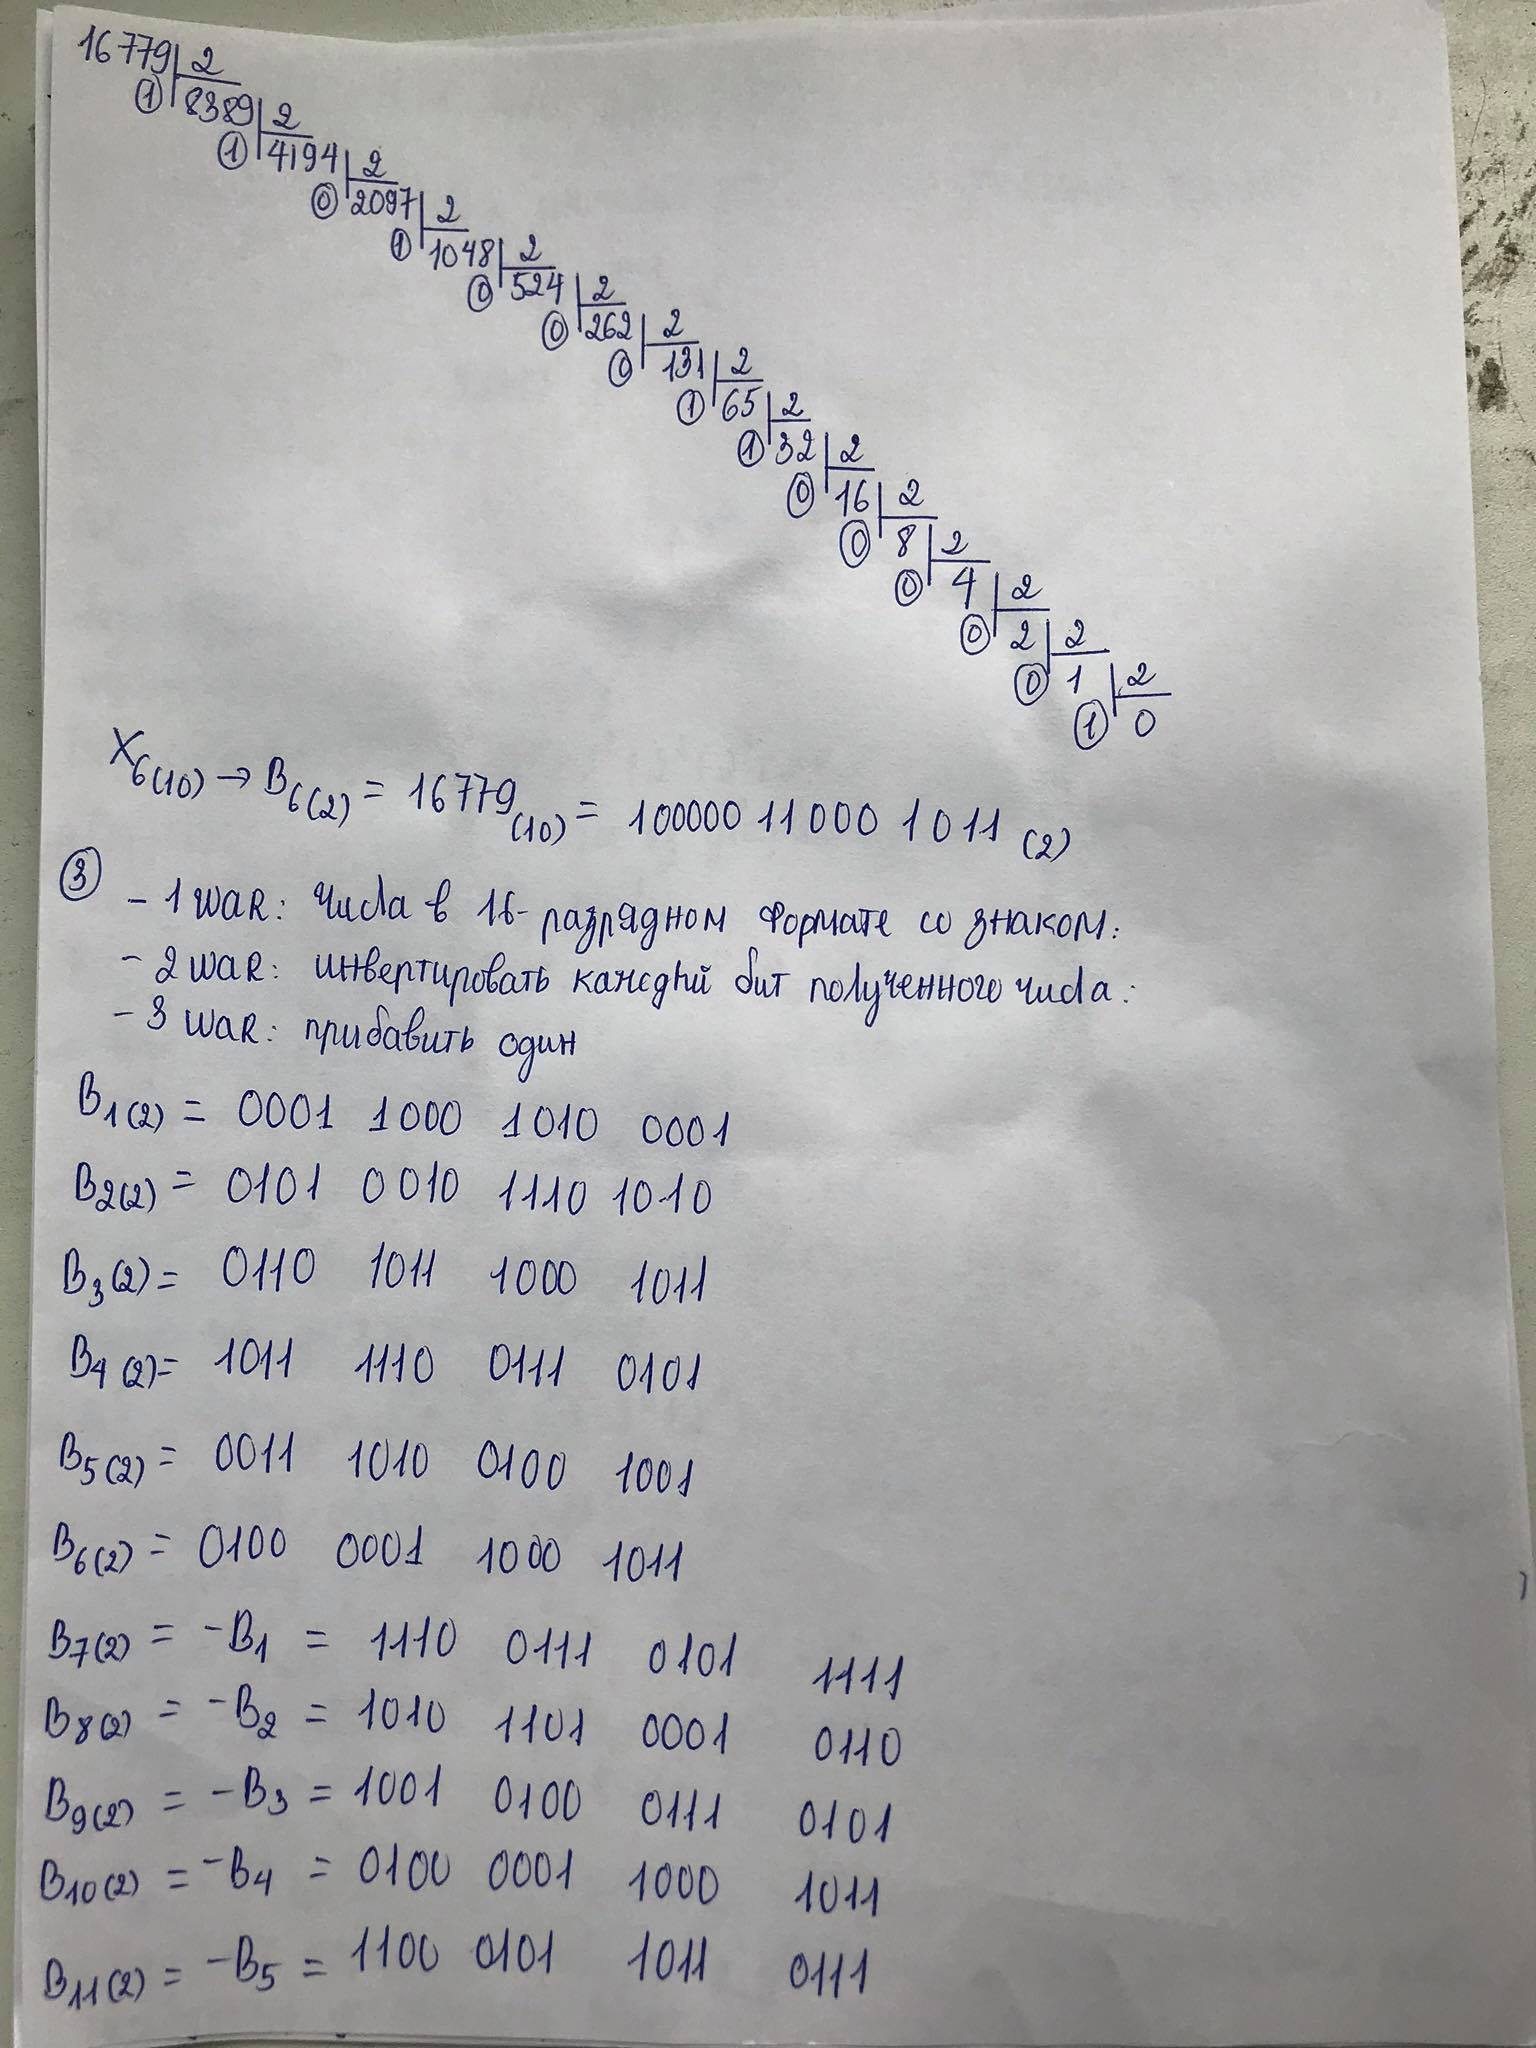 16779 2
1 8389 2
1 4194 2
0 2097 2
1 1048 2
0 524 2
0 262 2
0 131 2
1 65 2
1 32 2
0 16 2
0 8 2
0 4 2
0 2 2
0 1 2
1 0
X6(10) → B6(2) = 16779(10) = 100000110001011(2)
3
- 1 шаг: числа в 16-разрядном формате со знаком:
- 2 шаг: инвертировать каждый бит полученного числа:
- 3 шаг: прибавить один
B1(2) = 0001 1000 1010 0001
B2(2) = 0101 0010 1110 1010
B3(2) = 0110 1011 1000 1011
B4(2) = 1011 1110 0111 0101
B5(2) = 0011 1010 0100 1001
B6(2) = 0100 0001 1000 1011
B7(2) = -B1 = 1110 0111 0101 1111
B8(2) = -B2 = 1010 1101 0001 0110
B9(2) = -B3 = 1001 0100 0111 0101
B10(2) = -B4 = 0100 0001 1000 1011
B11(2) = -B5 = 1100 0101 1011 0111